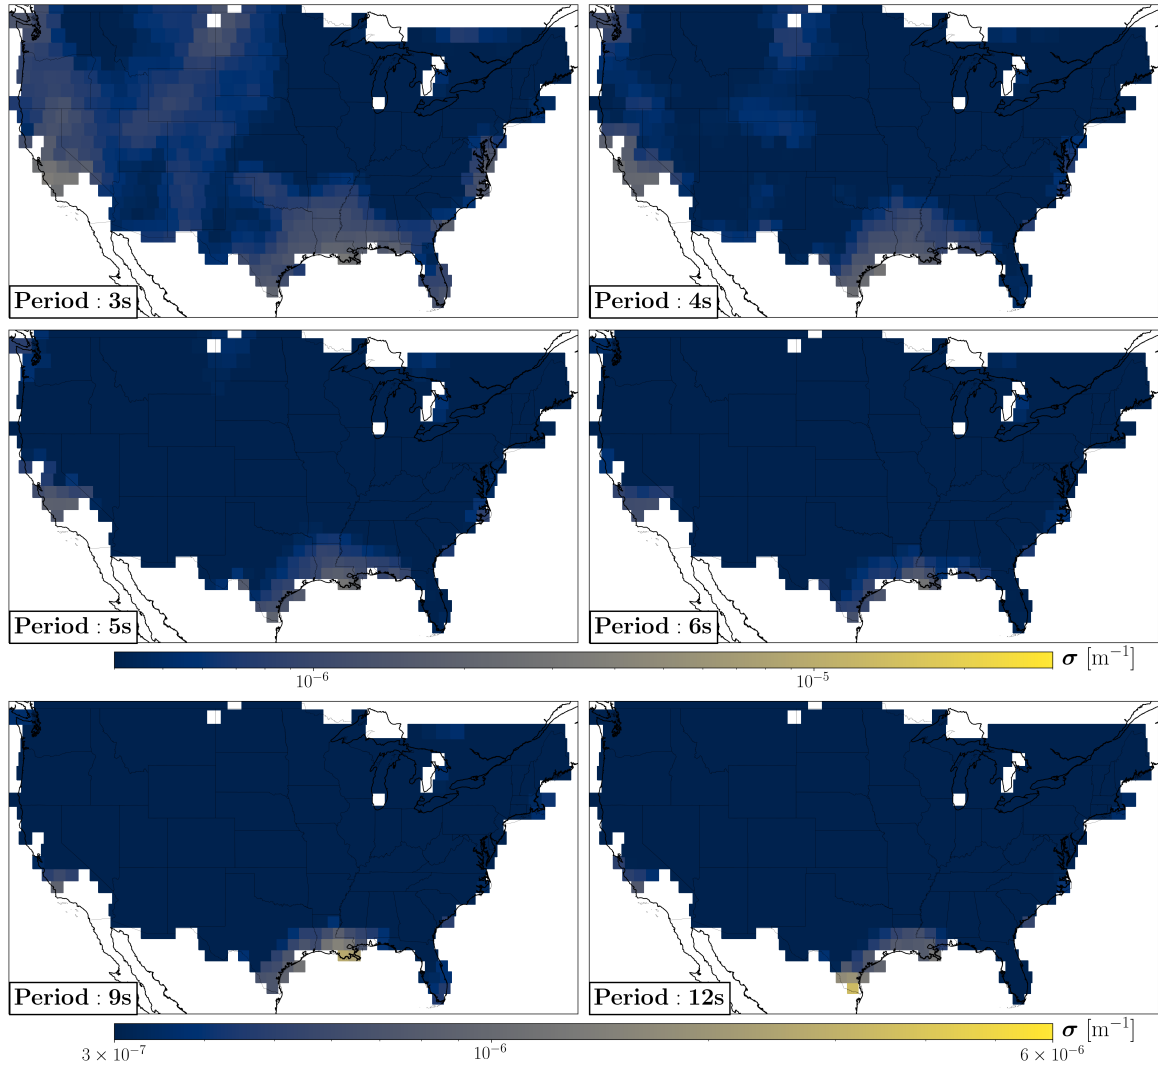 Period : 3s
Period : 4s
Period : 5s
Period : 6s
10⁻⁶ 10⁻⁵ σ [m⁻¹]
Period : 9s
Period : 12s
3 × 10⁻⁷ 10⁻⁶ 6 × 10⁻⁶ σ [m⁻¹]